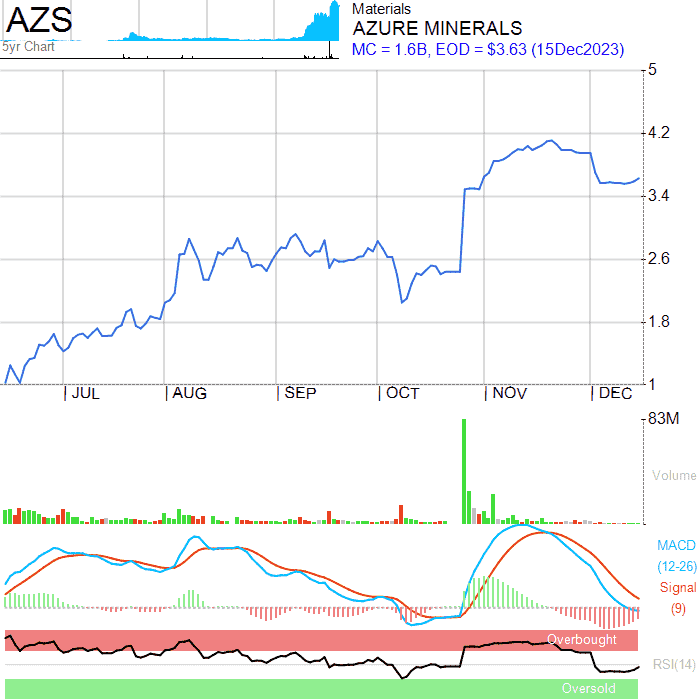 AZS
5yr Chart
Materials
AZURE MINERALS
MC = 1.6B, EOD = $3.63 (15Dec2023)
5
4.2
3.4
2.6
1.8
1
JUL AUG SEP OCT NOV DEC
83M
Volume
MACD
(12-26)
Signal
(9)
Overbought
RSI(14)
Oversold